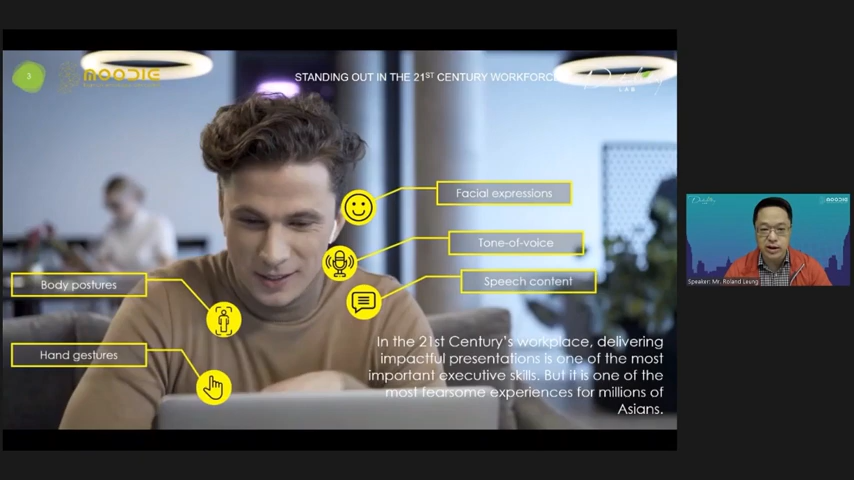 3
MOODIE
STANDING OUT IN THE 21ST CENTURY WORKFORCE
LAB
Facial expressions
Tone-of-voice
Speech content
Body postures
Hand gestures
In the 21st Century's workplace, delivering
impactful presentations is one of the most
important executive skills. But it is one of the
most fearsome experiences for millions of
Asians.
MOODIE
Speaker: Mr. Roland Leung